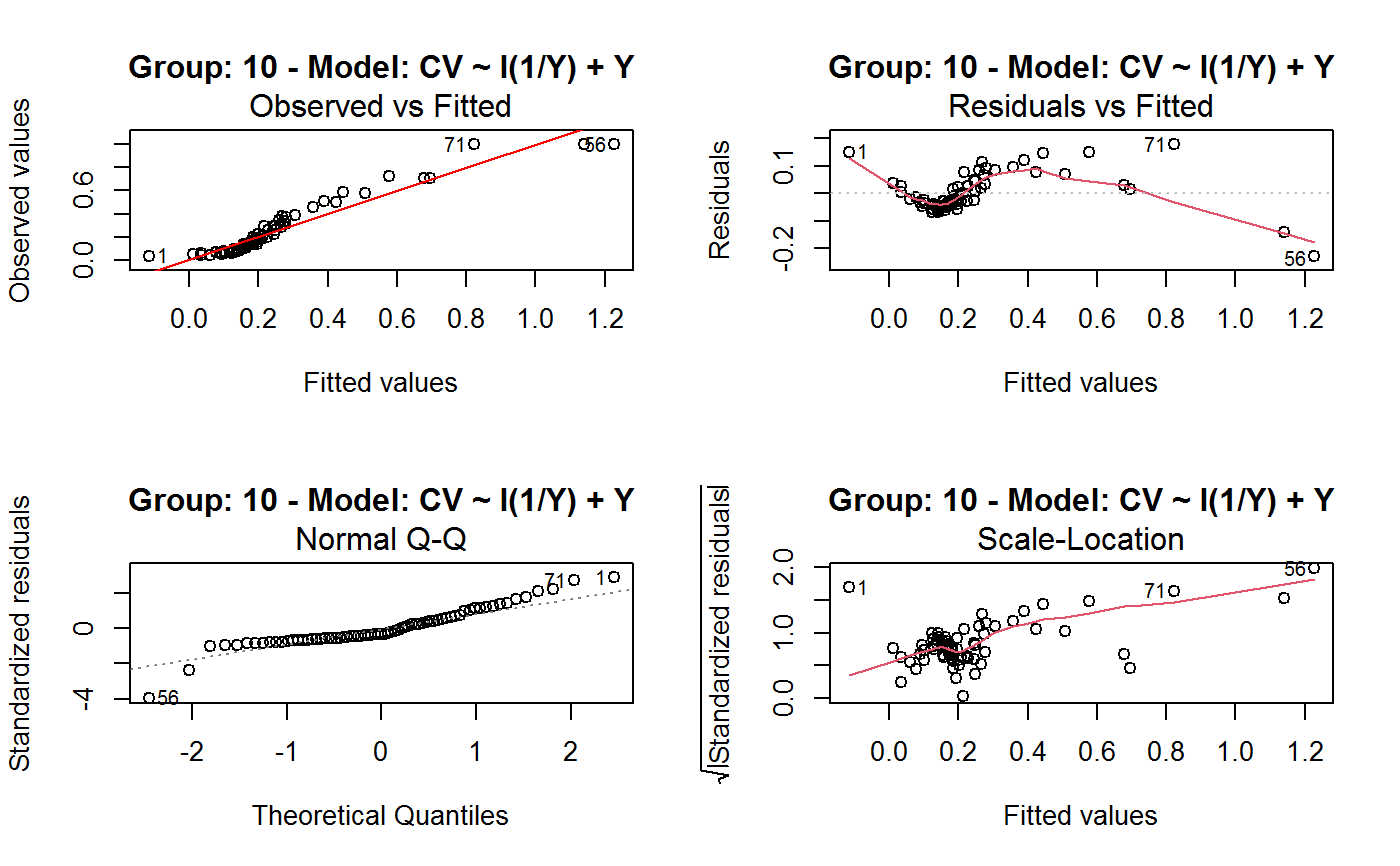 Group: 10 - Model: CV ~ I(1/Y) + Y
Observed vs Fitted
Observed values
0.0 0.6
71
56
1
0.0 0.2 0.4 0.6 0.8 1.0 1.2
Fitted values
Group: 10 - Model: CV ~ I(1/Y) + Y
Residuals vs Fitted
Residuals
-0.2 0.1
1
71
56
0.0 0.2 0.4 0.6 0.8 1.0 1.2
Fitted values
Group: 10 - Model: CV ~ I(1/Y) + Y
Normal Q-Q
Standardized residuals
-4 0
71
1
56
-2 -1 0 1 2
Theoretical Quantiles
Group: 10 - Model: CV ~ I(1/Y) + Y
Scale-Location
√|Standardized residuals|
0.0 1.0 2.0
1
71
56
0.0 0.2 0.4 0.6 0.8 1.0 1.2
Fitted values